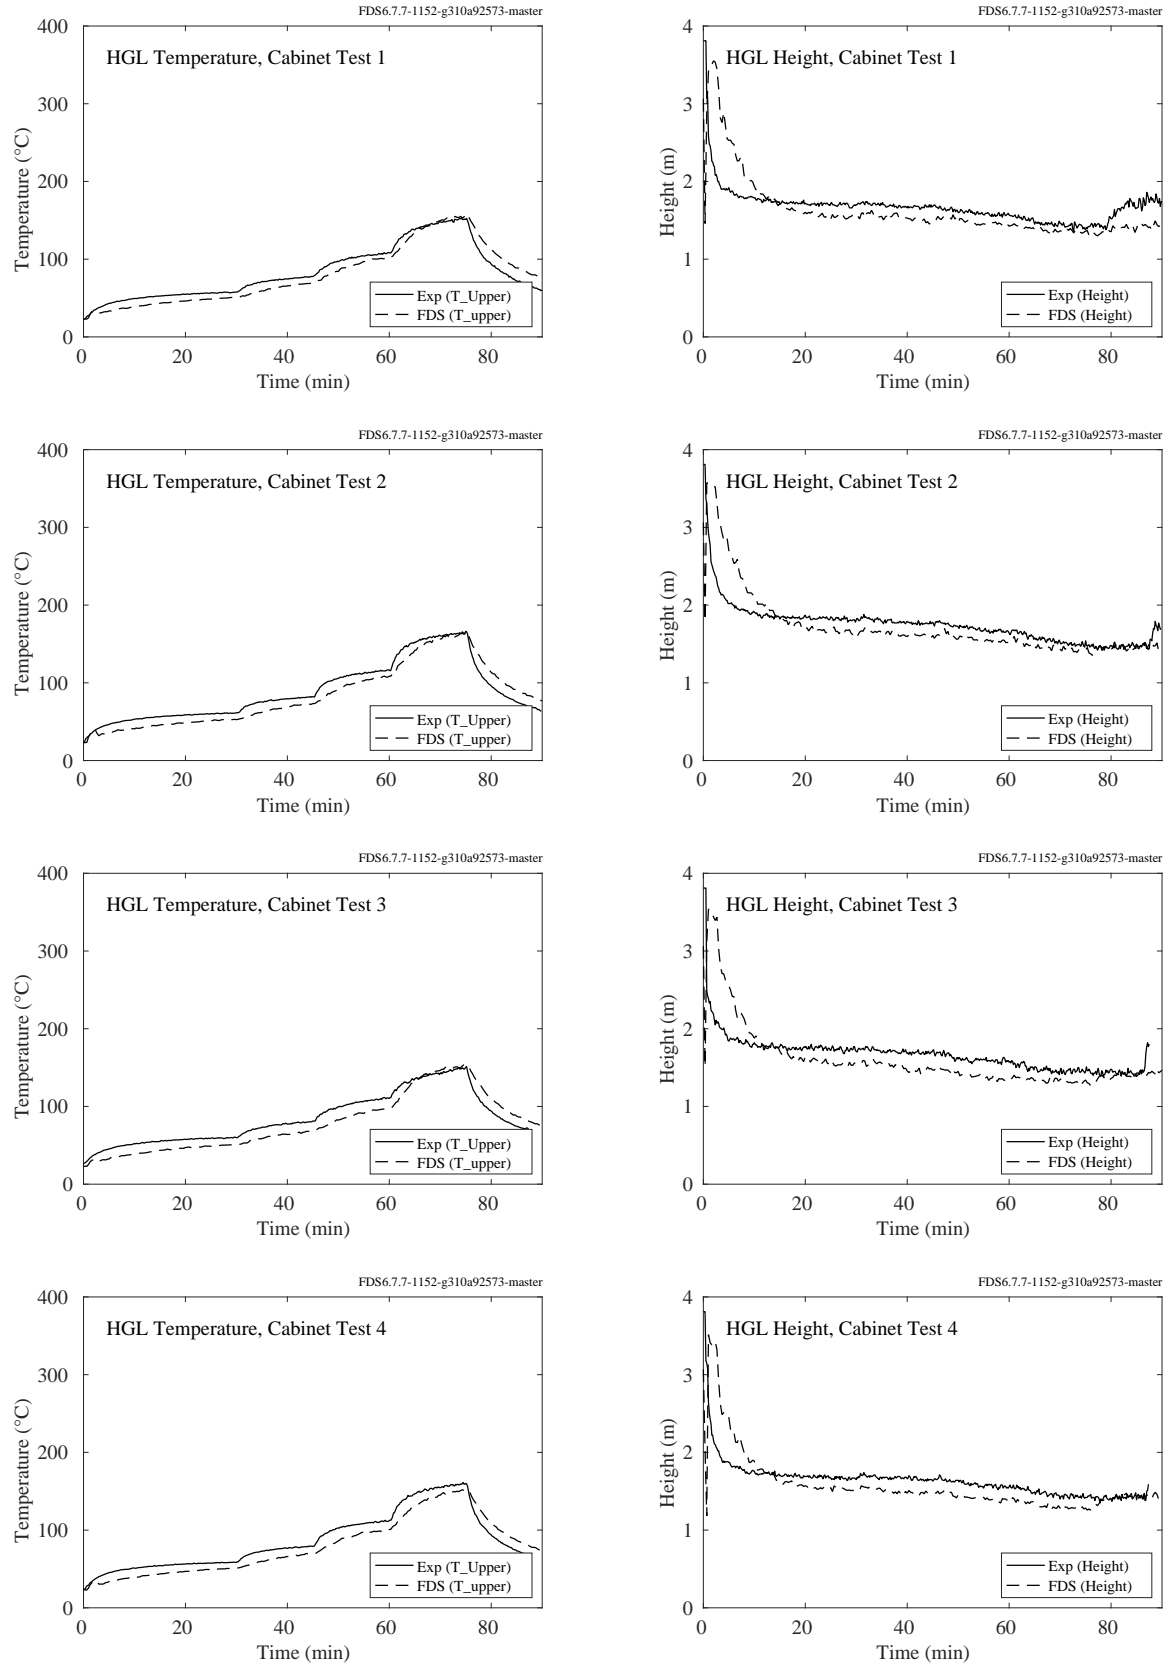 FDS6.7.7-1152-g310a92573-master
HGL Temperature, Cabinet Test 1
Temperature (°C)
400
300
200
100
0
Exp (T_Upper)
FDS (T_upper)
0 20 40 60 80
Time (min)
FDS6.7.7-1152-g310a92573-master
HGL Height, Cabinet Test 1
Height (m)
4
3
2
1
0
Exp (Height)
FDS (Height)
0 20 40 60 80
Time (min)
FDS6.7.7-1152-g310a92573-master
HGL Temperature, Cabinet Test 2
Temperature (°C)
400
300
200
100
0
Exp (T_Upper)
FDS (T_upper)
0 20 40 60 80
Time (min)
FDS6.7.7-1152-g310a92573-master
HGL Height, Cabinet Test 2
Height (m)
4
3
2
1
0
Exp (Height)
FDS (Height)
0 20 40 60 80
Time (min)
FDS6.7.7-1152-g310a92573-master
HGL Temperature, Cabinet Test 3
Temperature (°C)
400
300
200
100
0
Exp (T_Upper)
FDS (T_upper)
0 20 40 60 80
Time (min)
FDS6.7.7-1152-g310a92573-master
HGL Height, Cabinet Test 3
Height (m)
4
3
2
1
0
Exp (Height)
FDS (Height)
0 20 40 60 80
Time (min)
FDS6.7.7-1152-g310a92573-master
HGL Temperature, Cabinet Test 4
Temperature (°C)
400
300
200
100
0
Exp (T_Upper)
FDS (T_upper)
0 20 40 60 80
Time (min)
FDS6.7.7-1152-g310a92573-master
HGL Height, Cabinet Test 4
Height (m)
4
3
2
1
0
Exp (Height)
FDS (Height)
0 20 40 60 80
Time (min)